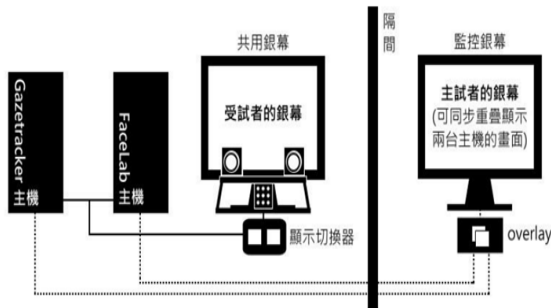 共用銀幕
隔
間
監控銀幕
Gazetracker
主機
FaceLab
主機
受試者的銀幕
主試者的銀幕
(可同步重疊顯示
兩台主機的畫面)
顯示切換器
overlay